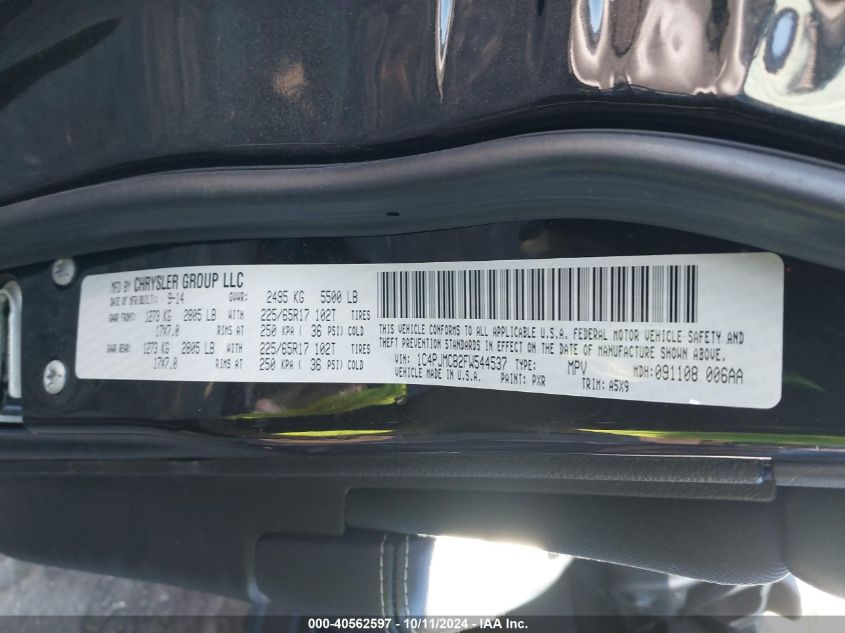 MFD BY CHRYSLER GROUP LLC
DATE OF MFR(BUILT): 9-14 GVWR: 2495 KG 5500 LB
GAWR FRONT: 1273 KG 2805 LB WITH 225/65R17 102T TIRES
17X7.0 RIMS AT 250 KPA ( 36 PSI) COLD
GAWR REAR: 1273 KG 2805 LB WITH 225/65R17 102T TIRES
17X7.0 RIMS AT 250 KPA ( 36 PSI) COLD
THIS VEHICLE CONFORMS TO ALL APPLICABLE U.S.A. FEDERAL MOTOR VEHICLE SAFETY AND
THEFT PREVENTION STANDARDS IN EFFECT ON THE DATE OF MANUFACTURE SHOWN ABOVE.
VIN: 1C4PJMCB2FW544537 TYPE: MPV MDH: 091108 006AA
VEHICLE MADE IN U.S.A. PAINT: PXR TRIM: A5X9
000-40562597 - 10/11/2024 - IAA Inc.